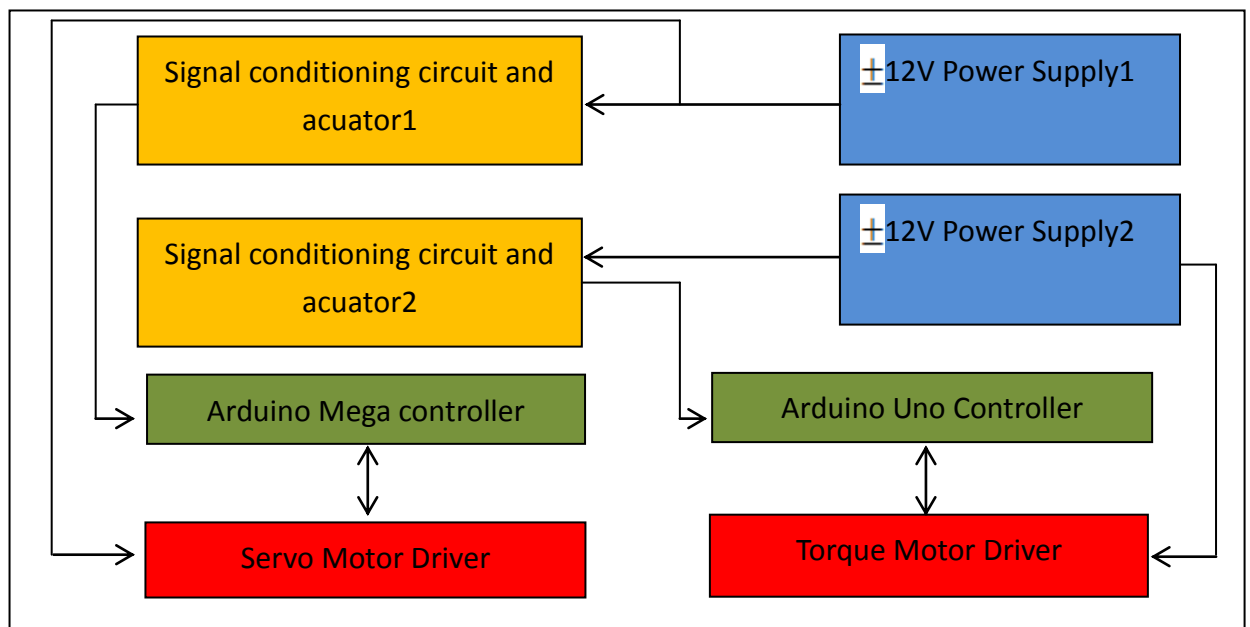 Signal conditioning circuit and
acuator1
±12V Power Supply1
Signal conditioning circuit and
acuator2
±12V Power Supply2
Arduino Mega controller
Arduino Uno Controller
Servo Motor Driver
Torque Motor Driver